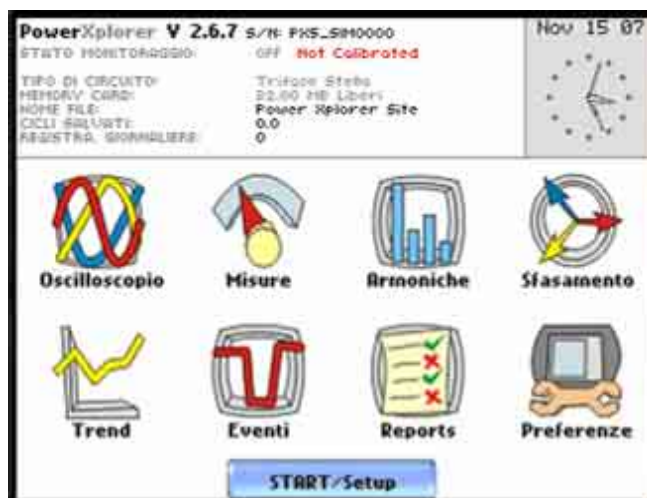 PowerXplorer V 2.6.7 S/N: PX5_SIM0000
Nov 15 07
STATO MONITORAGGIO: OFF Not Calibrated
TIPO DI CIRCUITO: Trifase Stella
MEMORY CARD: 32.00 MB Liberi
NOME FILE: Power Xplorer Site
CICLI SALVATI: 0.0
REGISTRA. GIORNALIERE: 0
Oscilloscopio Misure Armoniche Sfasamento
Trend Eventi Reports Preferenze
START/Setup